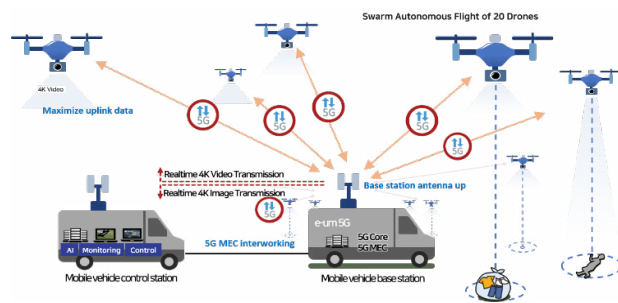 Swarm Autonomous Flight of 20 Drones
4K Video
Maximize uplink data
5G
5G
5G
5G
5G
Realtime 4K Video Transmission
Realtime 4K Image Transmission
Base station antenna up
5G
e-um 5G
5G Core
5G MEC
AI
Monitoring
Control
5G MEC interworking
Mobile vehicle control station
Mobile vehicle base station